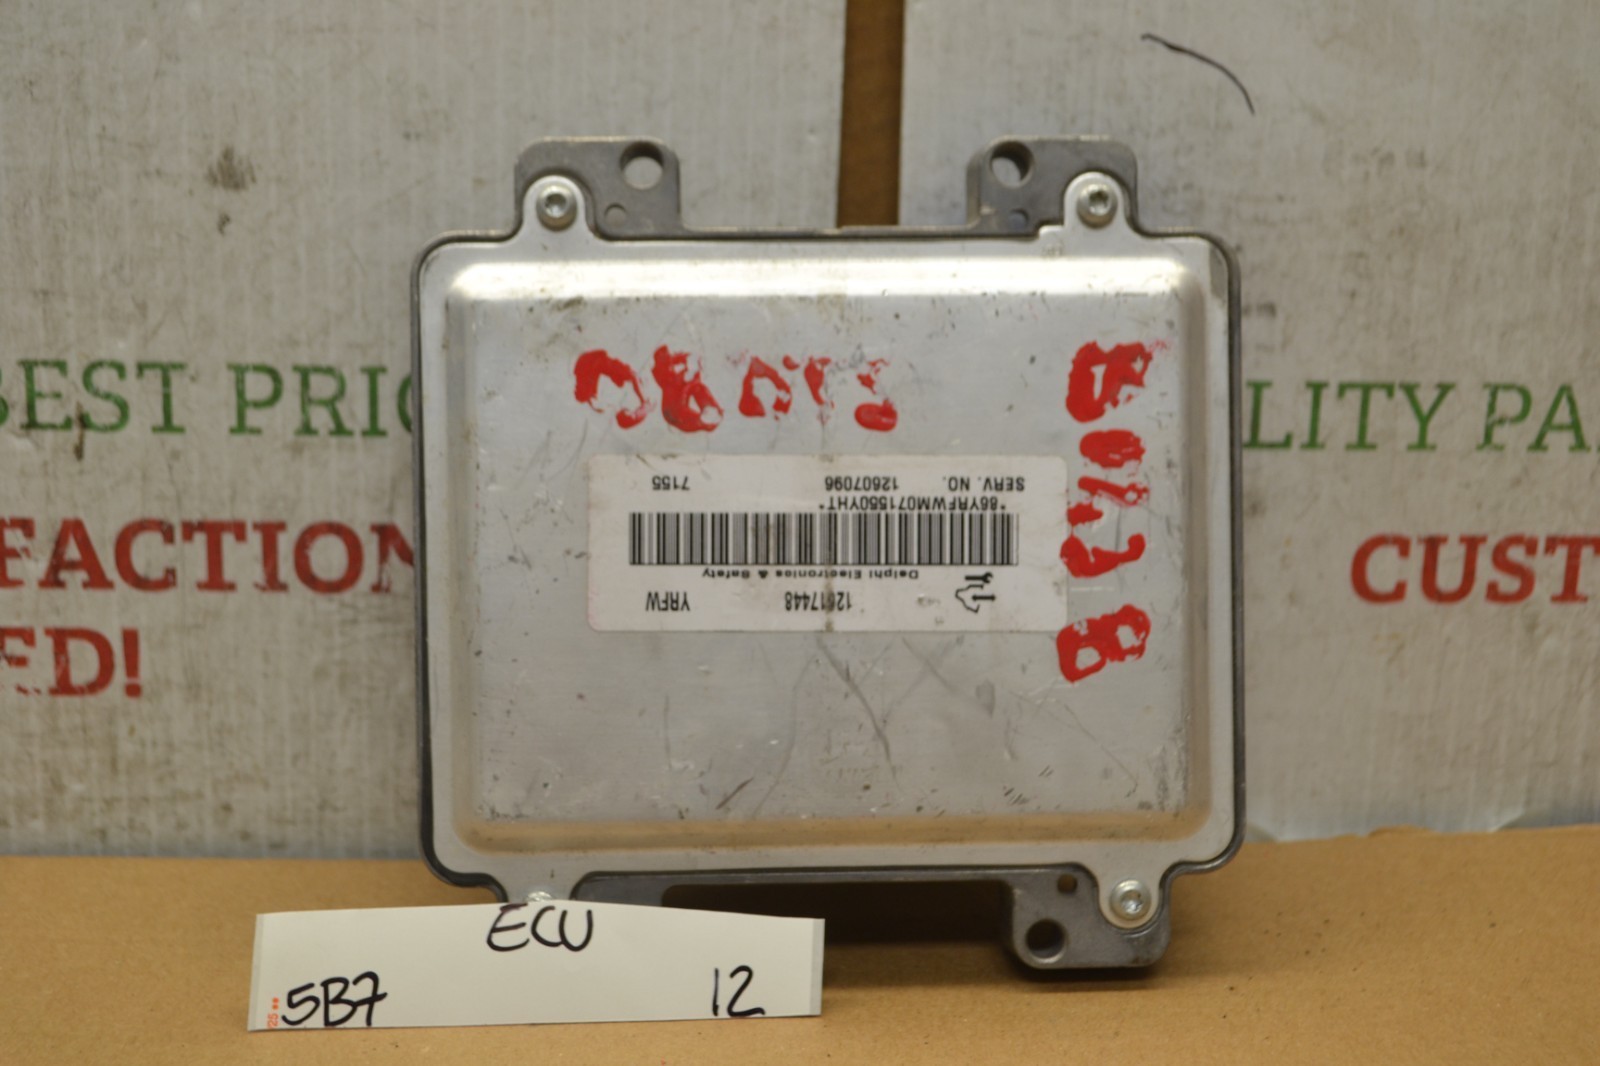 BEST PRIC
LITY PA
FACTION
CUST
ED!
12617448 YRFW
Delphi Electronics & Safety
*86YRFWM071550YHT*
SERV. NO. 12607096 7155
ECU
5B7 12